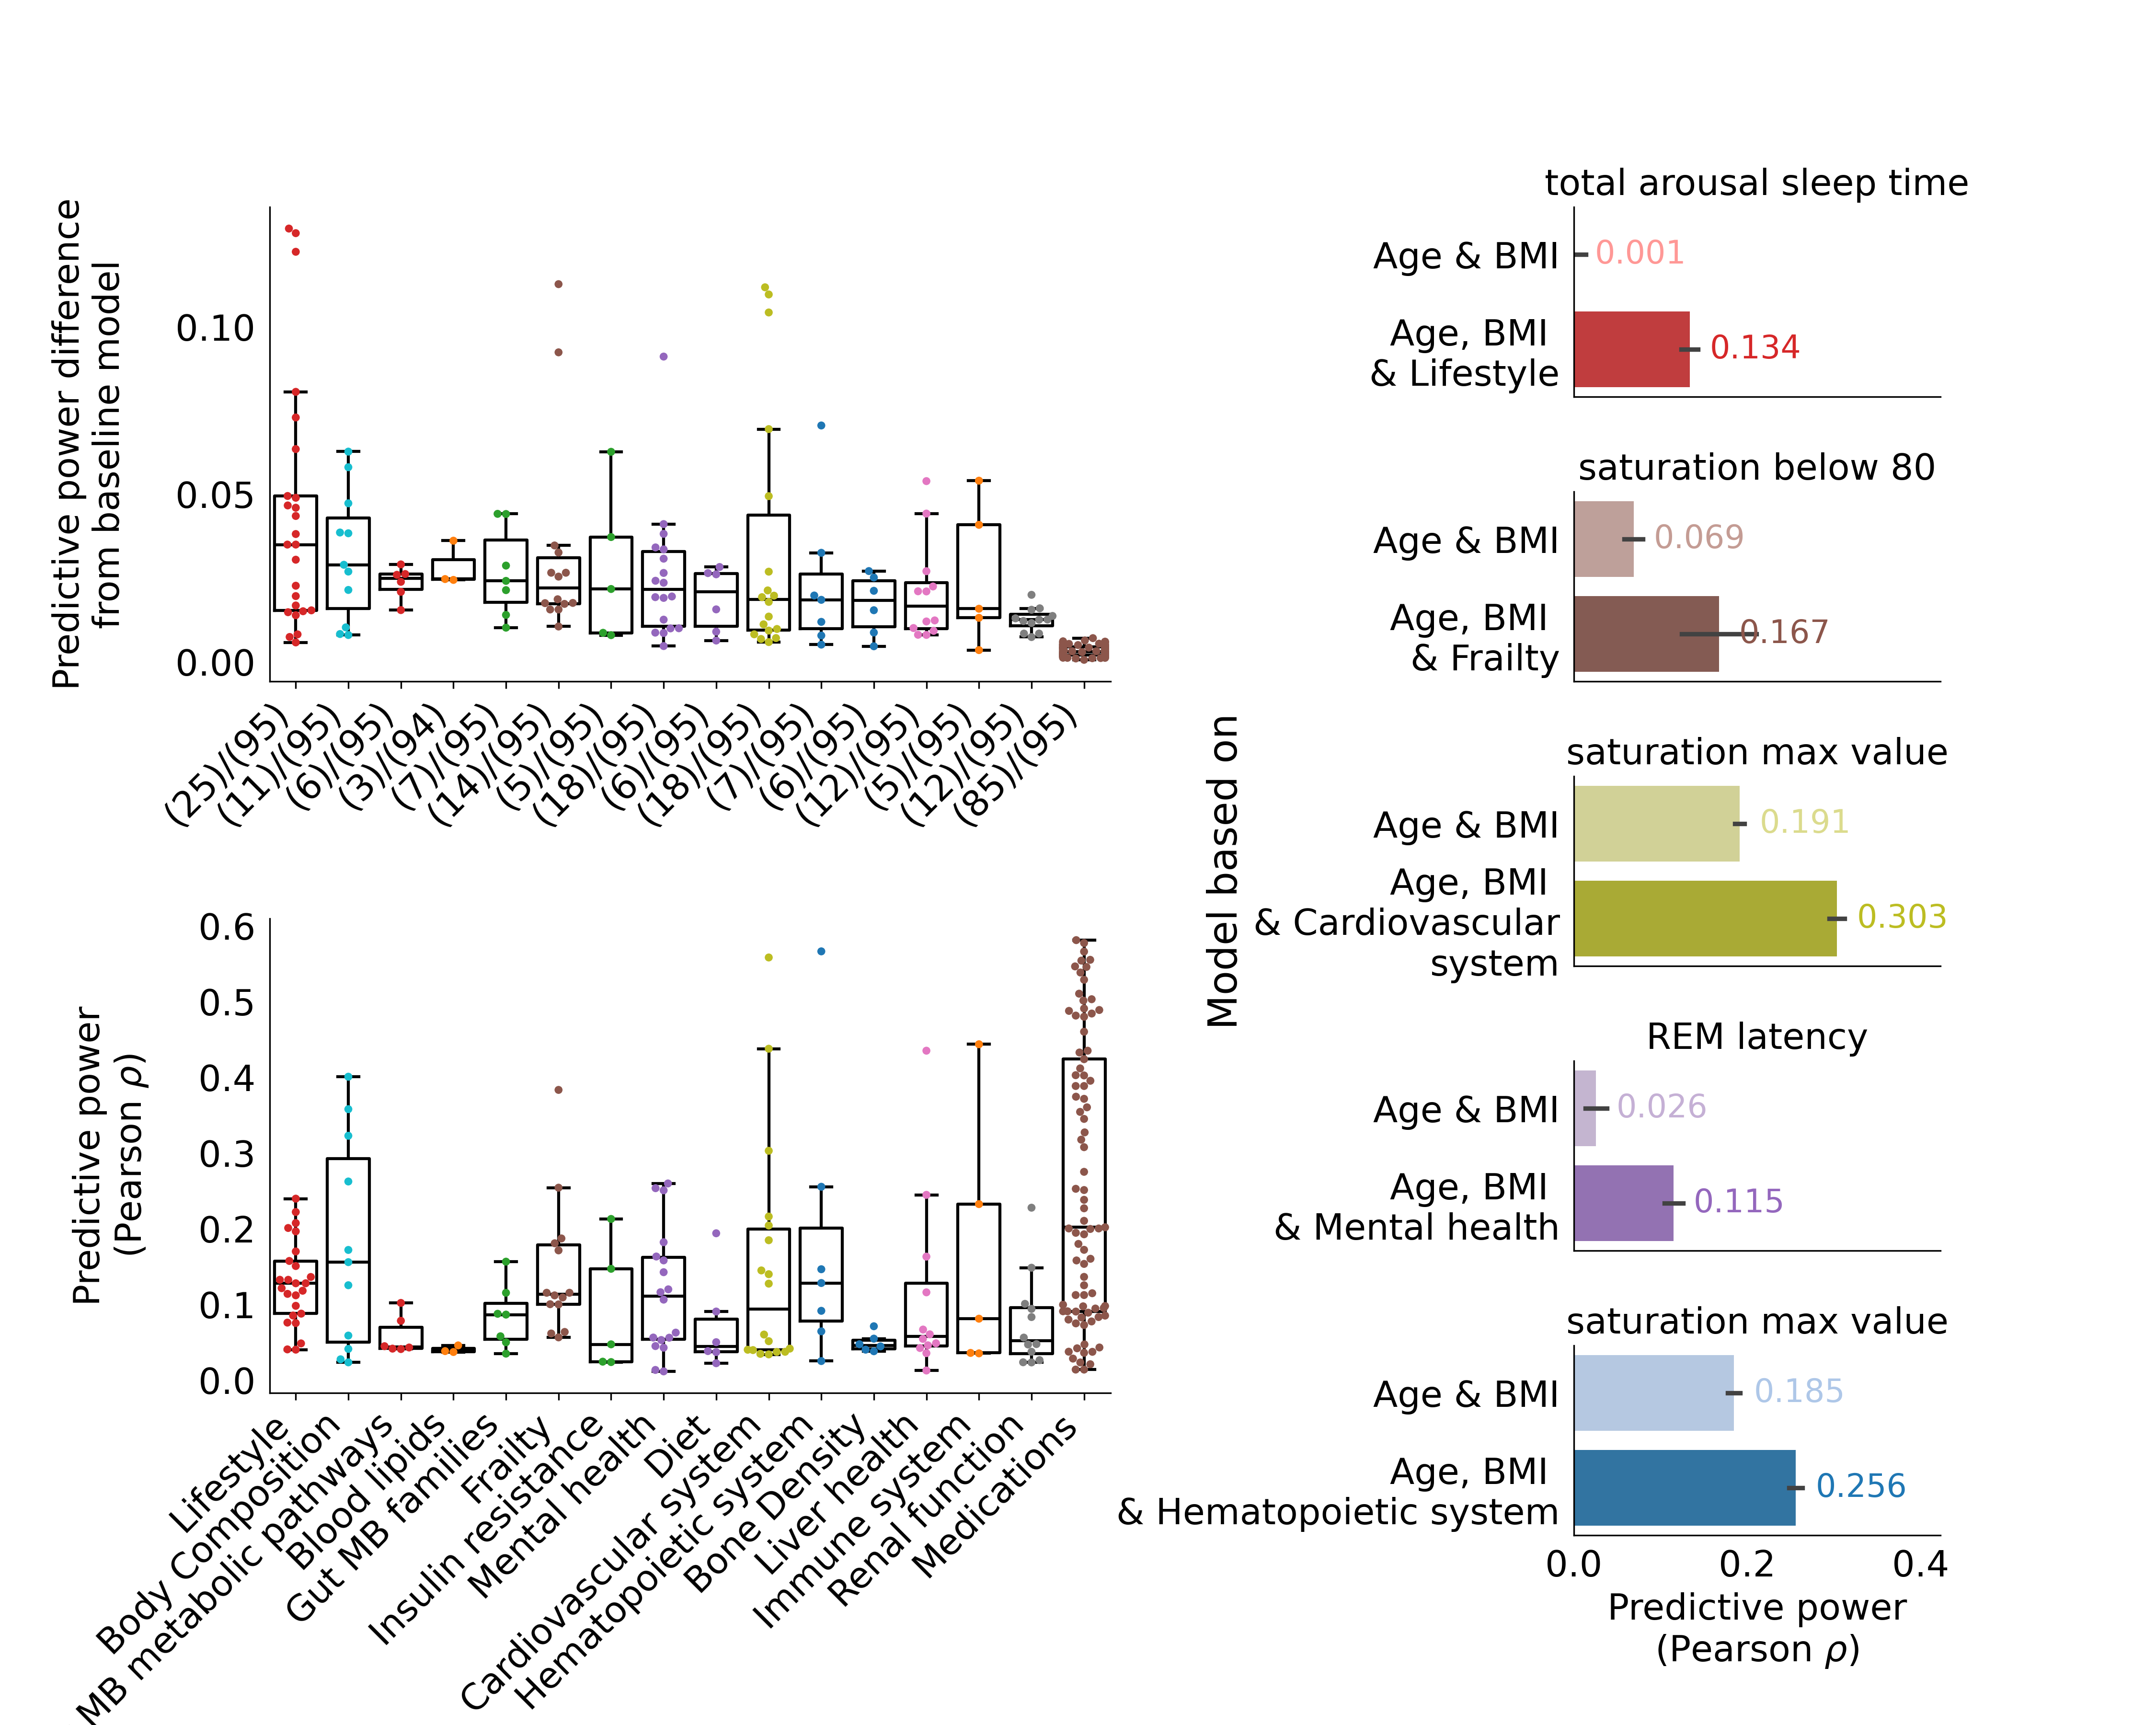 Predictive power difference
from baseline model
0.10
0.05
0.00
(25)/(95)
(11)/(95)
(6)/(95)
(3)/(94)
(7)/(95)
(14)/(95)
(5)/(95)
(18)/(95)
(6)/(95)
(18)/(95)
(7)/(95)
(6)/(95)
(12)/(95)
(5)/(95)
(12)/(95)
(85)/(95)
Predictive power
(Pearson ρ)
0.6
0.5
0.4
0.3
0.2
0.1
0.0
Lifestyle
Body Composition
MB metabolic pathways
Blood lipids
Gut MB families
Frailty
Insulin resistance
Mental health
Diet
Cardiovascular system
Hematopoietic system
Bone Density
Liver health
Immune system
Renal function
Medications
Model based on
total arousal sleep time
Age & BMI
0.001
Age, BMI
& Lifestyle
0.134
saturation below 80
Age & BMI
0.069
Age, BMI
& Frailty
0.167
saturation max value
Age & BMI
0.191
Age, BMI
& Cardiovascular
system
0.303
REM latency
Age & BMI
0.026
Age, BMI
& Mental health
0.115
saturation max value
Age & BMI
0.185
Age, BMI
& Hematopoietic system
0.256
0.0 0.2 0.4
Predictive power
(Pearson ρ)